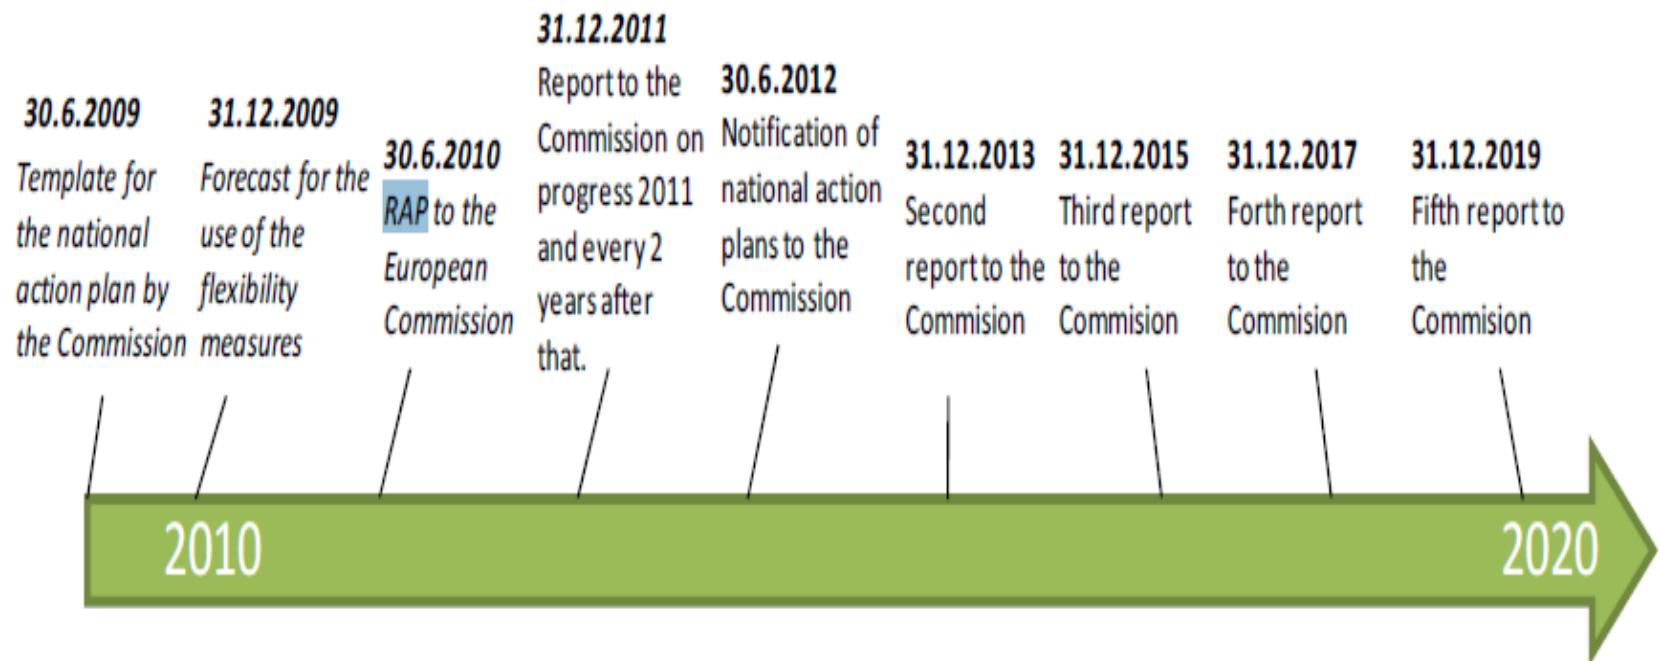 30.6.2009
Template for
the national
action plan by
the Commission
31.12.2009
Forecast for the
use of the
flexibility
measures
30.6.2010
RAP to the
European
Commission
31.12.2011
Report to the
Commission on
progress 2011
and every 2
years after
that.
30.6.2012
Notification of
national action
plans to the
Commission
31.12.2013
Second
report to the
Commision
31.12.2015
Third report
to the
Commision
31.12.2017
Forth report
to the
Commision
31.12.2019
Fifth report to
the
Commision
2010
2020